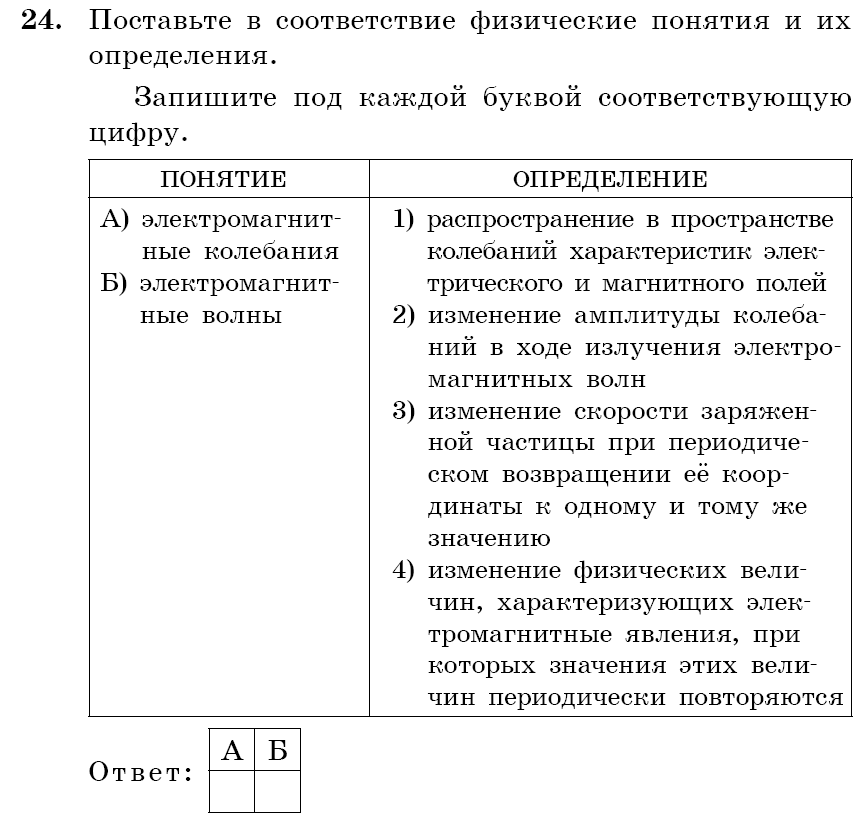 24. Поставьте в соответствие физические понятия и их
определения.
Запишите под каждой буквой соответствующую
цифру.
ПОНЯТИЕ
А) электромагнит-
ные колебания
Б) электромагнит-
ные волны
ОПРЕДЕЛЕНИЕ
1) распространение в пространстве
колебаний характеристик элек-
трического и магнитного полей
2) изменение амплитуды колеба-
ний в ходе излучения электро-
магнитных волн
3) изменение скорости заряжен-
ной частицы при периодиче-
ском возвращении её коор-
динаты к одному и тому же
значению
4) изменение физических вели-
чин, характеризующих элек-
тромагнитные явления, при
которых значения этих вели-
чин периодически повторяются
Ответ:
А Б